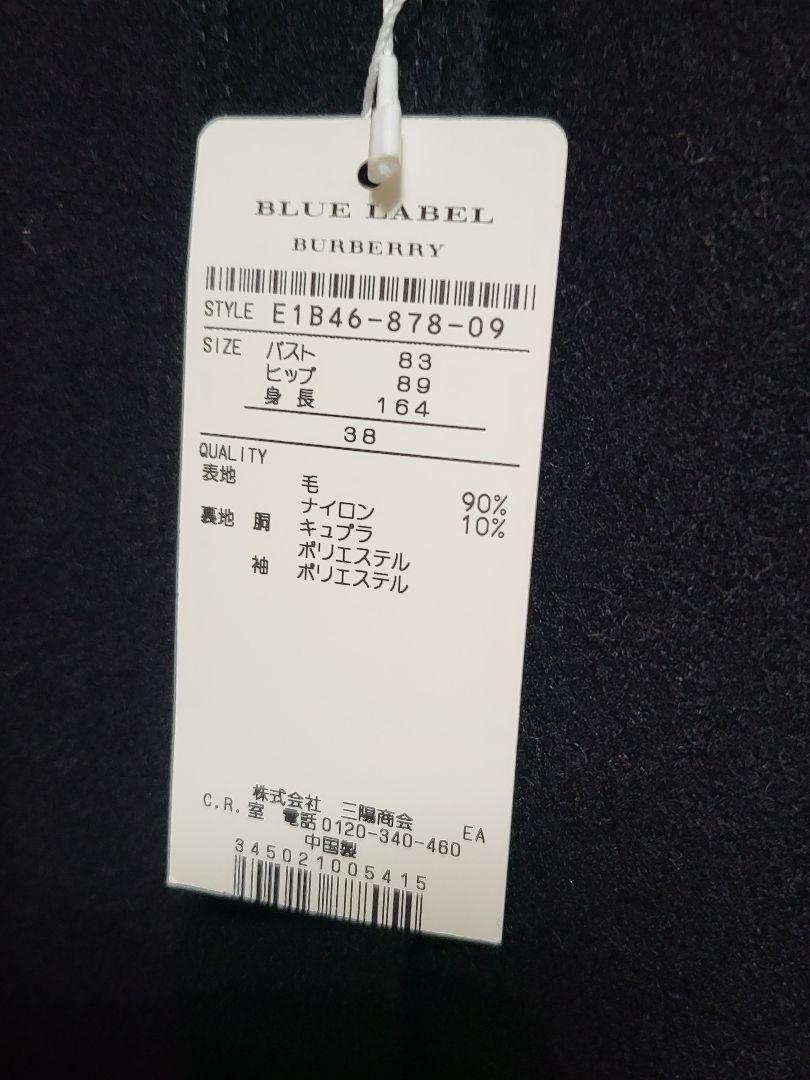 BLUE LABEL
BURBERRY
STYLE E1B46-878-09
SIZE バスト 83
ヒップ 89
身長 164
38
QUALITY
表地 毛 90%
ナイロン 10%
裏地 胴 キュプラ
ポリエステル
袖 ポリエステル
株式会社 三陽商会 EA
C.R.室 電話0120-340-460
中国製
345021005415